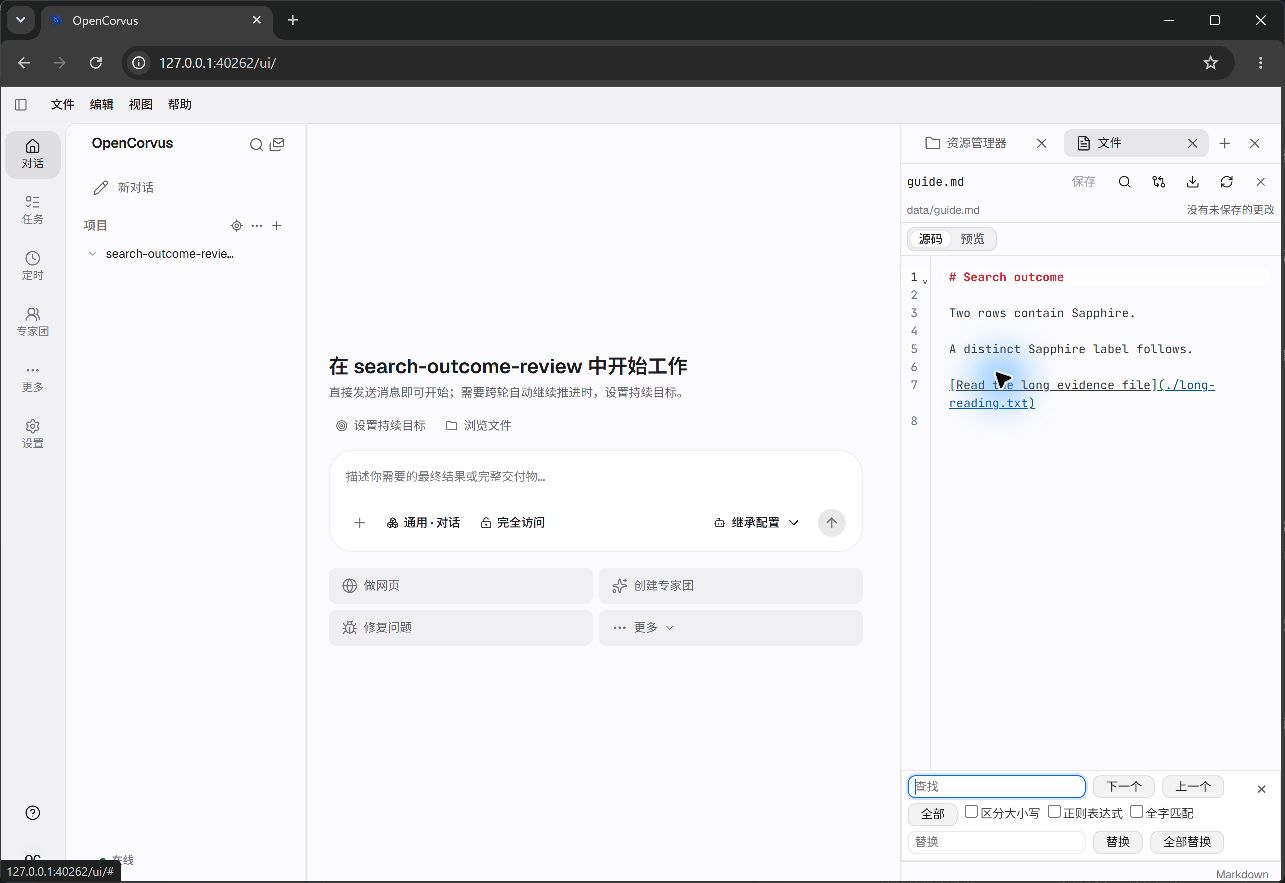 OpenCorvus
127.0.0.1:40262/ui/
文件 编辑 视图 帮助
对话
任务
定时
专家团
更多
设置
OpenCorvus
新对话
项目
search-outcome-revie...
在线
127.0.0.1:40262/ui/#
在 search-outcome-review 中开始工作
直接发送消息即可开始；需要跨轮自动继续推进时，设置持续目标。
设置持续目标 浏览文件
描述你需要的最终结果或完整交付物...
通用 · 对话 完全访问 继承配置
做网页 创建专家团
修复问题 更多
资源管理器 文件
guide.md 保存
data/guide.md 没有未保存的更改
源码 预览
1 # Search outcome
2
3 Two rows contain Sapphire.
4
5 A distinct Sapphire label follows.
6
7 [Read the long evidence file](./long-
reading.txt)
8
查找 下一个 上一个
全部 区分大小写 正则表达式 全字匹配
替换 替换 全部替换
Markdown